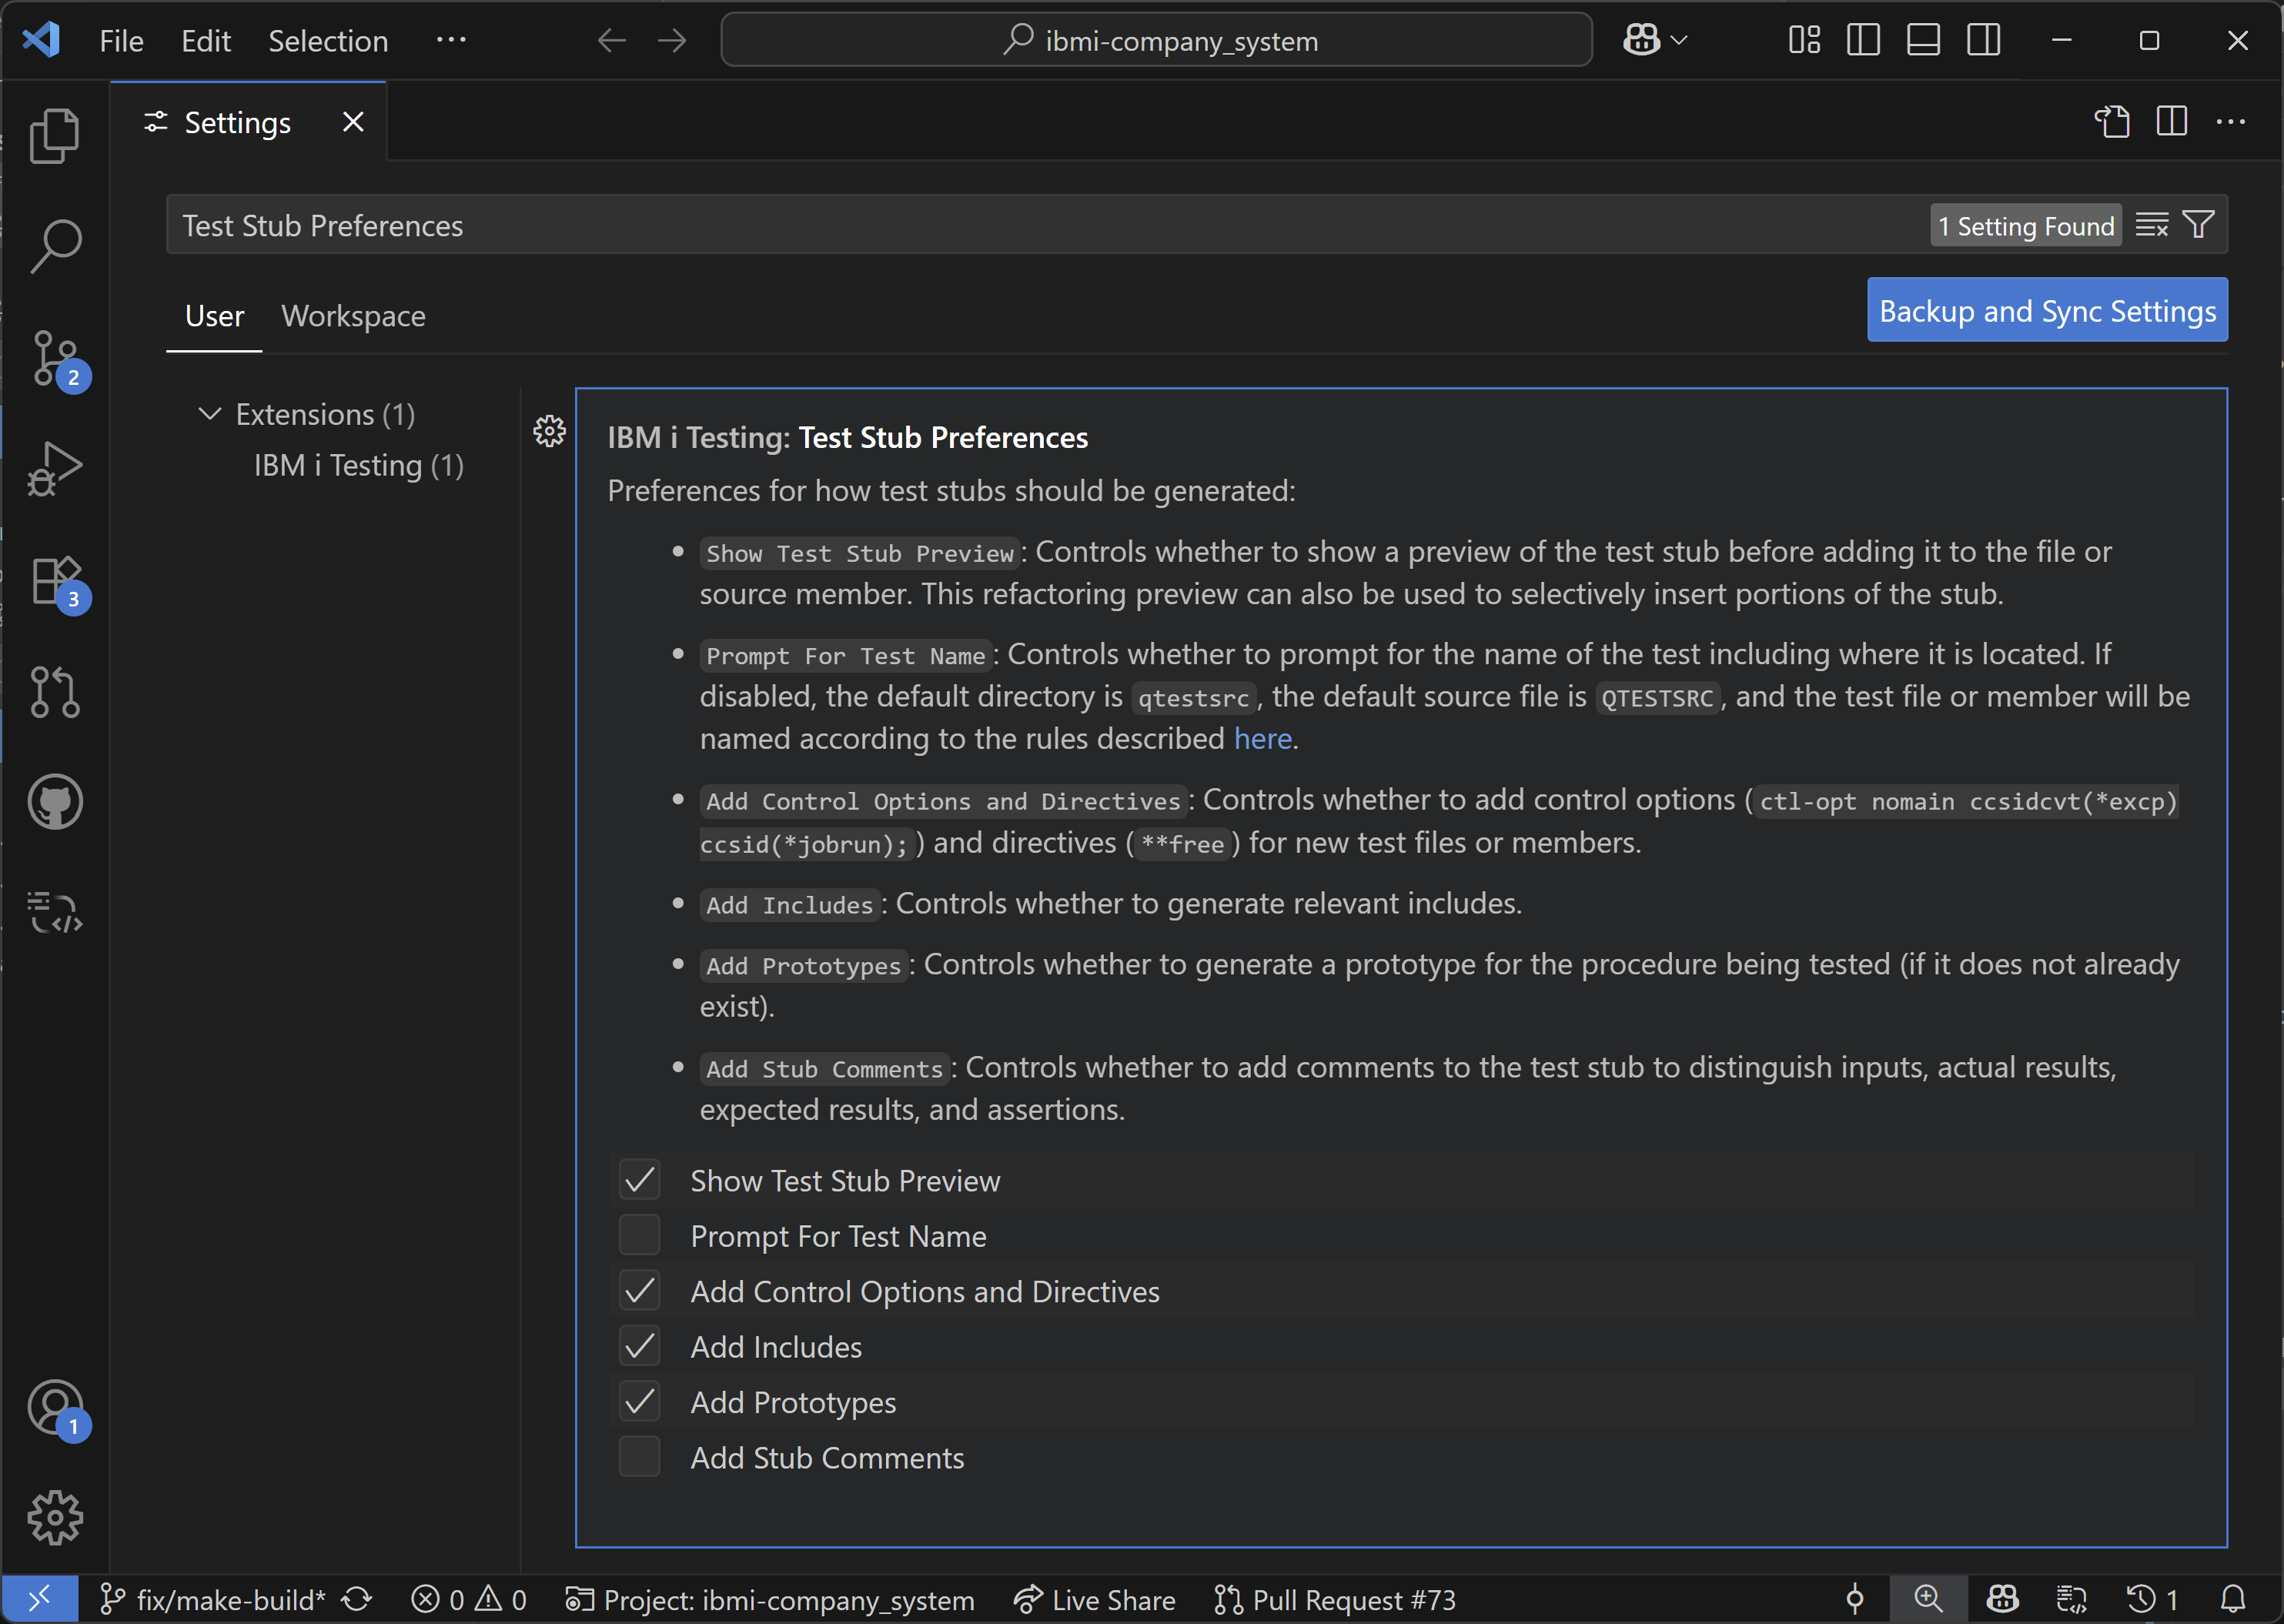 File Edit Selection ···
ibmi-company_system
Settings
Test Stub Preferences
1 Setting Found
User Workspace
Backup and Sync Settings
Extensions (1)
IBM i Testing (1)
IBM i Testing: Test Stub Preferences
Preferences for how test stubs should be generated:
• Show Test Stub Preview: Controls whether to show a preview of the test stub before adding it to the file or
source member. This refactoring preview can also be used to selectively insert portions of the stub.
• Prompt For Test Name: Controls whether to prompt for the name of the test including where it is located. If
disabled, the default directory is qtestsrc, the default source file is QTESTSRC, and the test file or member will be
named according to the rules described here.
• Add Control Options and Directives: Controls whether to add control options (ctl-opt nomain ccsidcvt(*excp)
ccsid(*jobrun);) and directives (**free) for new test files or members.
• Add Includes: Controls whether to generate relevant includes.
• Add Prototypes: Controls whether to generate a prototype for the procedure being tested (if it does not already
exist).
• Add Stub Comments: Controls whether to add comments to the test stub to distinguish inputs, actual results,
expected results, and assertions.
Show Test Stub Preview
Prompt For Test Name
Add Control Options and Directives
Add Includes
Add Prototypes
Add Stub Comments
2
3
1
fix/make-build* 0 0 Project: ibmi-company_system Live Share Pull Request #73 1